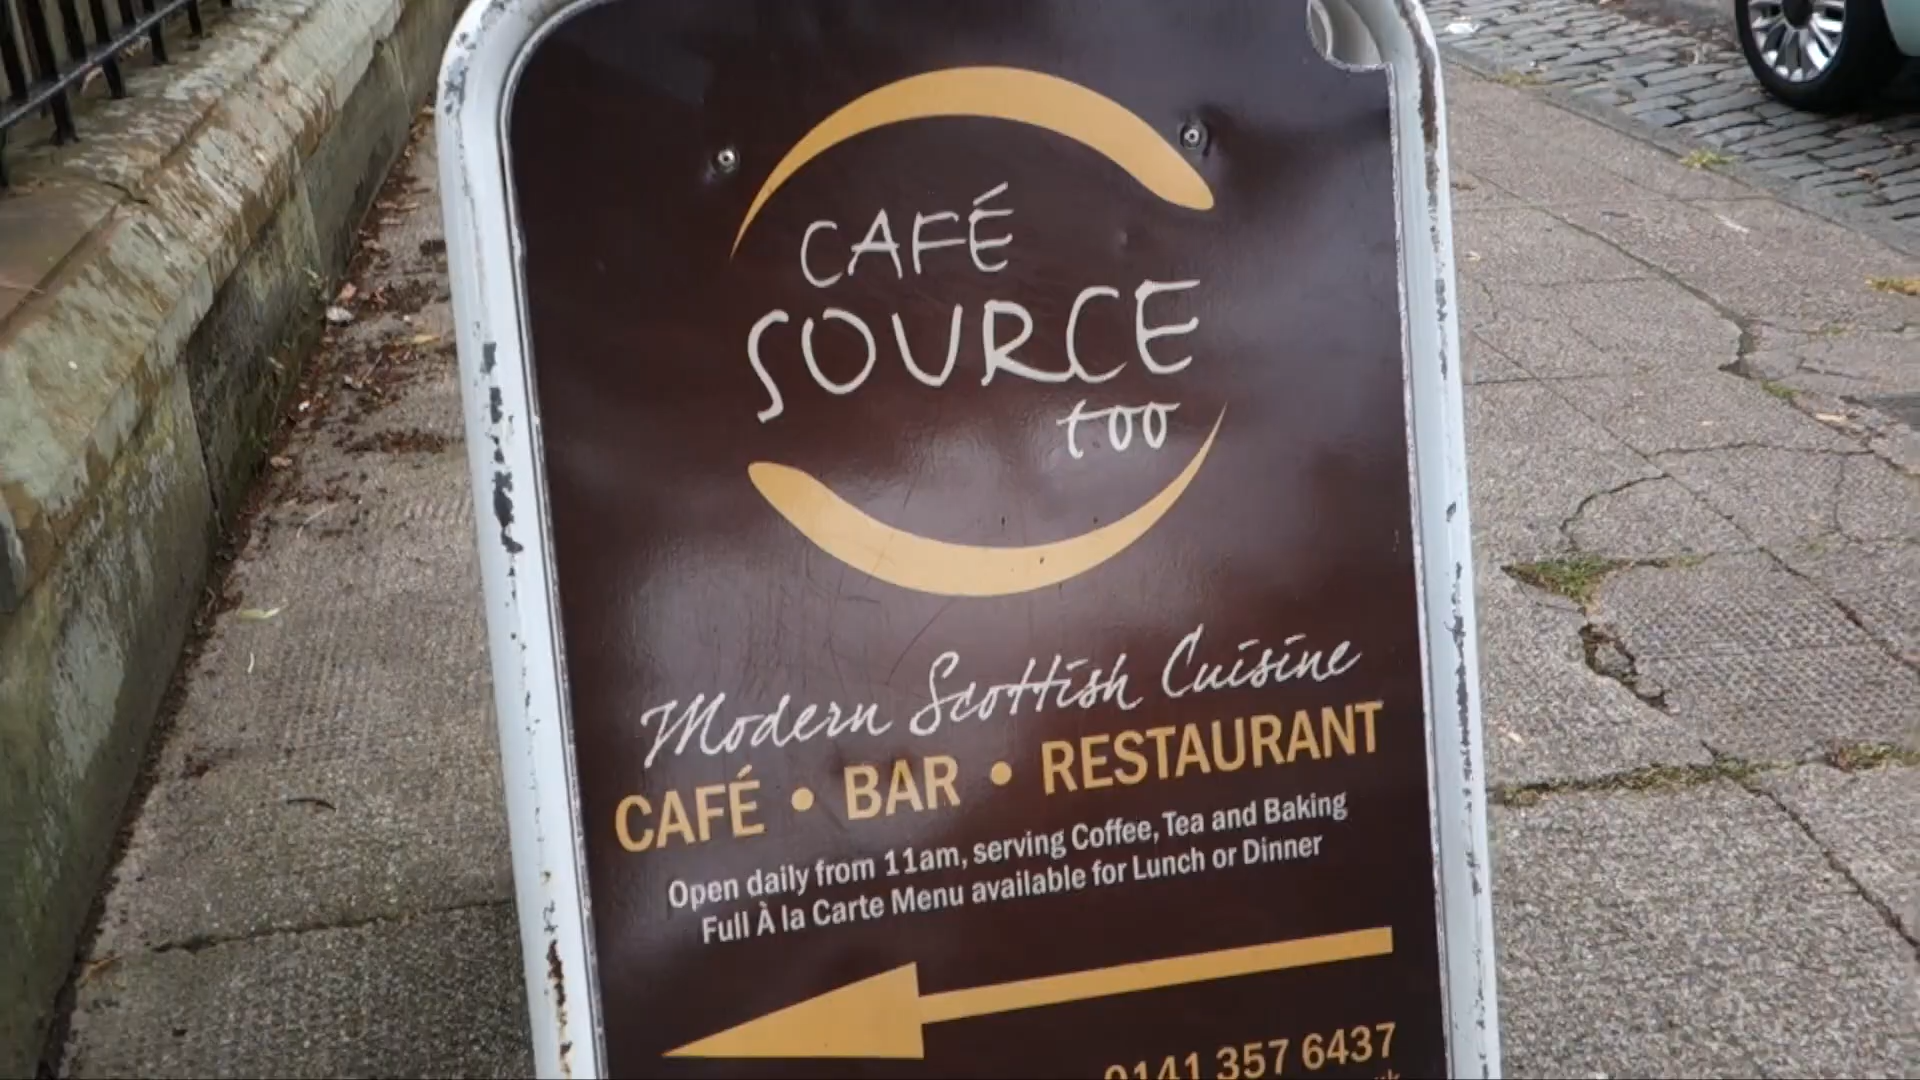 CAFÉ
SOURCE
too
Modern Scottish Cuisine
CAFÉ • BAR • RESTAURANT
Open daily from 11am, serving Coffee, Tea and Baking
Full À la Carte Menu available for Lunch or Dinner
0141 357 6437